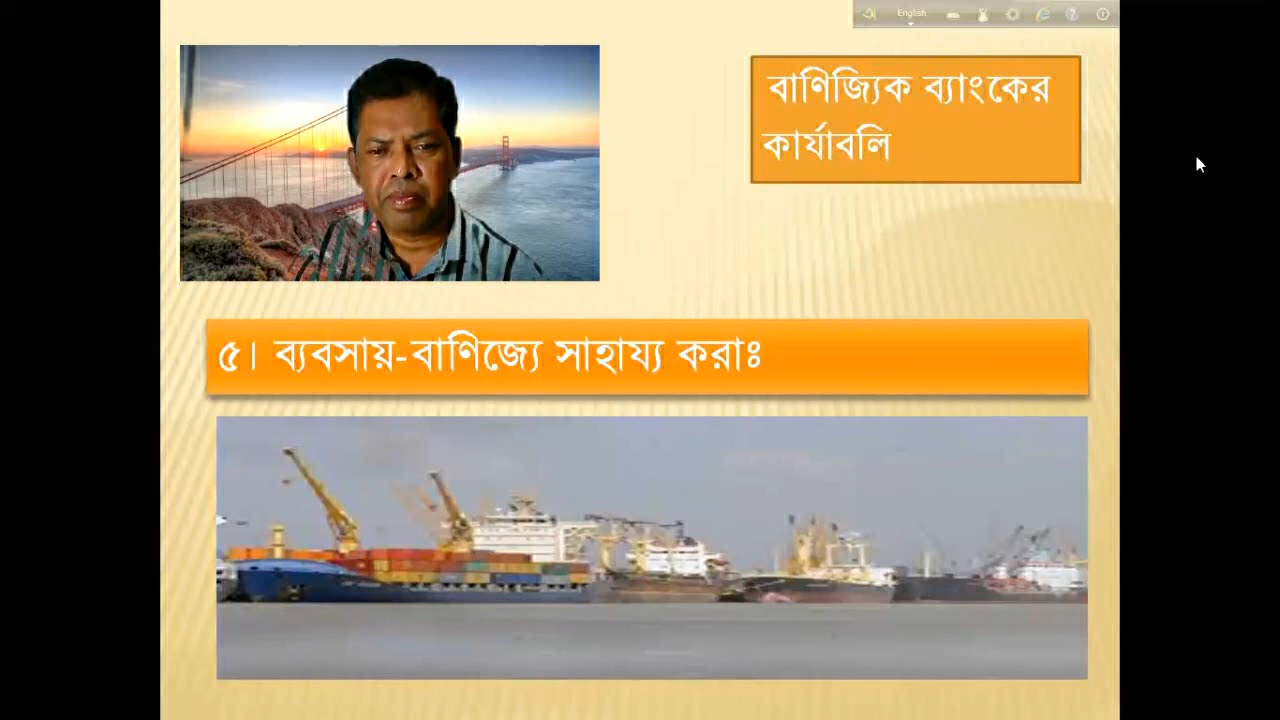 English
বাণিজ্যিক ব্যাংকের
কার্যাবলি
৫। ব্যবসায়-বাণিজ্যে সাহায্য করাঃ